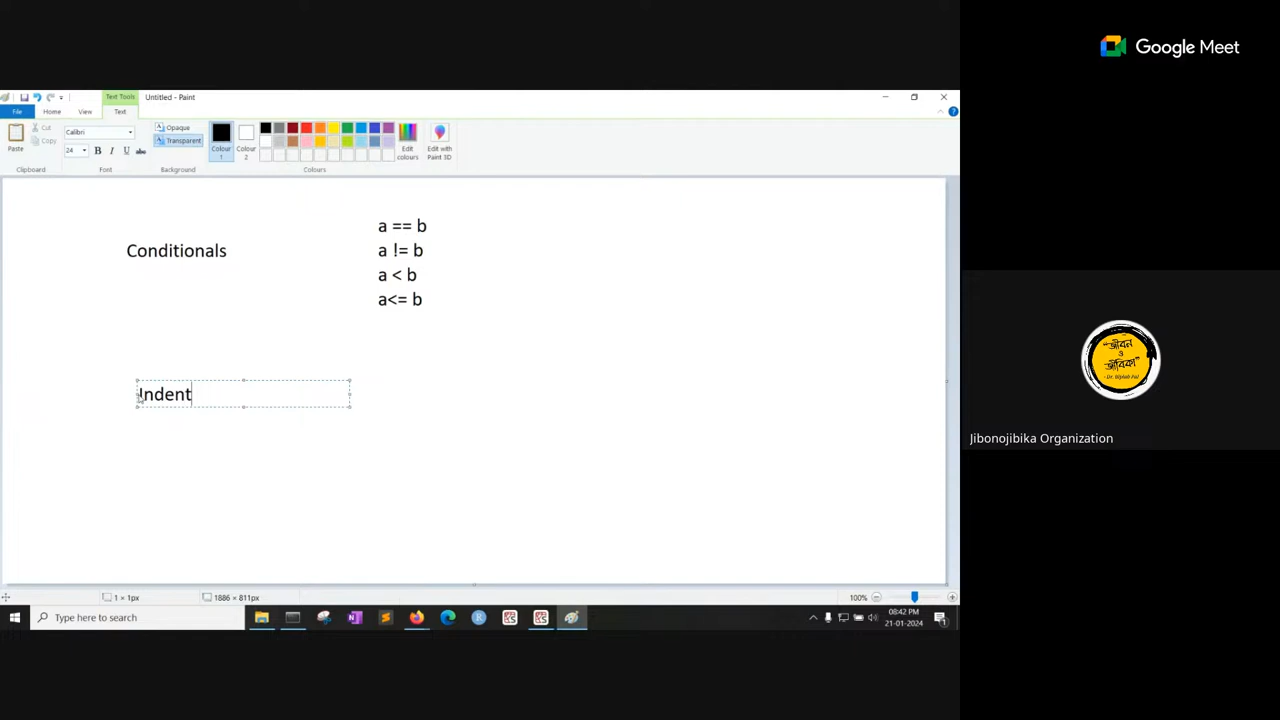 Google Meet
Text Tools
Untitled - Paint
File
Home
View
Text
Paste
Cut
Copy
Calibri
24
B I U abc
Opaque
Transparent
Colour 1
Colour 2
Edit colours
Edit with Paint 3D
Clipboard
Font
Background
Colours
Conditionals
a == b
a != b
a < b
a<= b
Indent
"জীবন
ও
জীবিকা"
Jibonojibika Organization
1 × 1px
1886 × 811px
100%
Type here to search
08:42 PM
21-01-2024